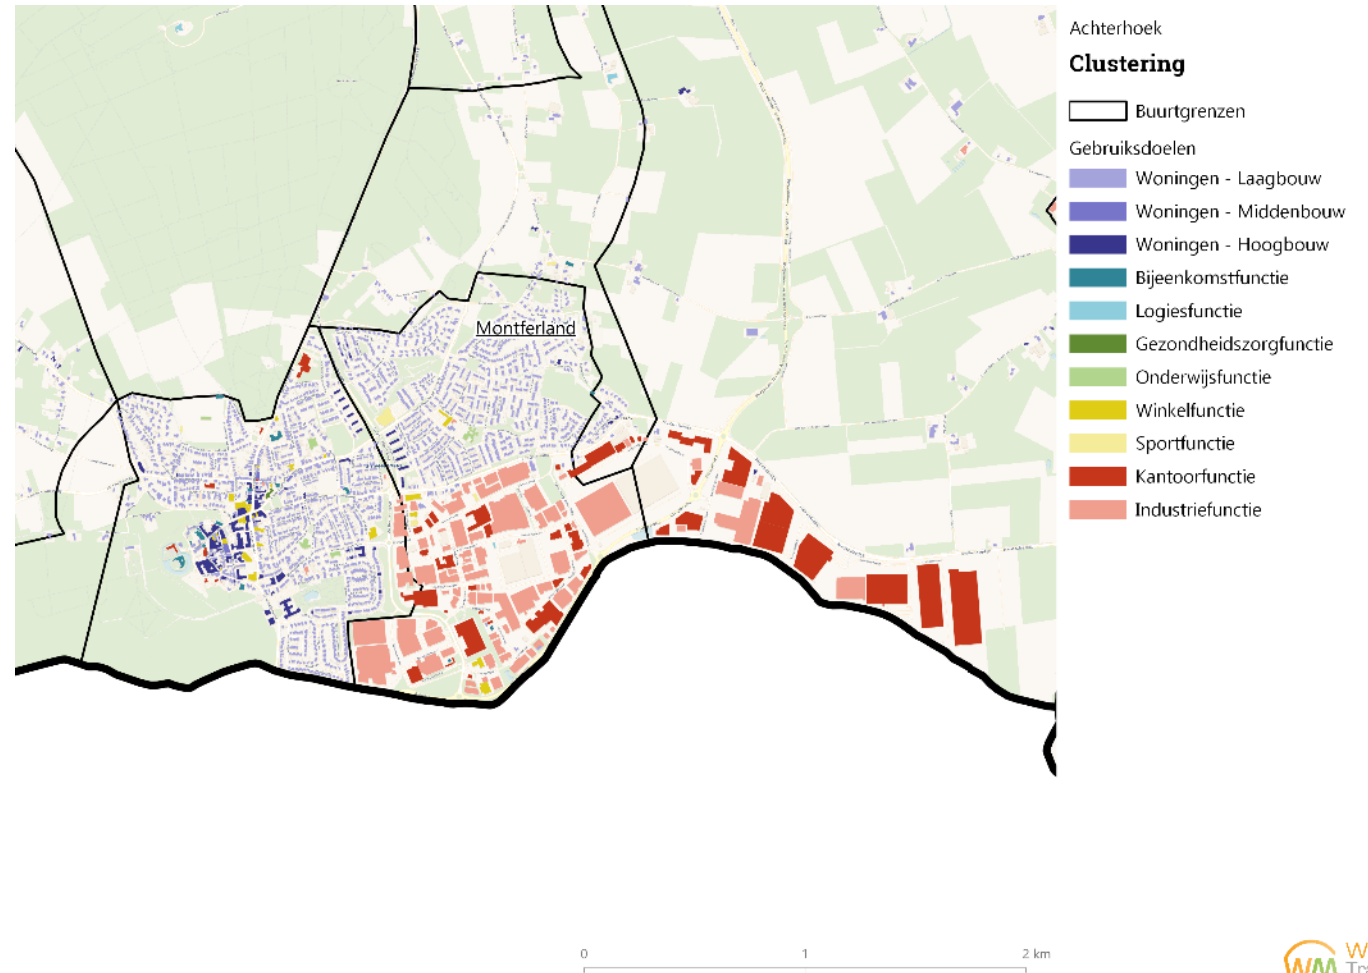 Achterhoek
Clustering
Buurtgrenzen
Gebruiksdoelen
Woningen - Laagbouw
Woningen - Middenbouw
Woningen - Hoogbouw
Bijeenkomstfunctie
Logiesfunctie
Gezondheidszorgfunctie
Onderwijsfunctie
Winkelfunctie
Sportfunctie
Kantoorfunctie
Industriefunctie
Montferland
0 1 2 km